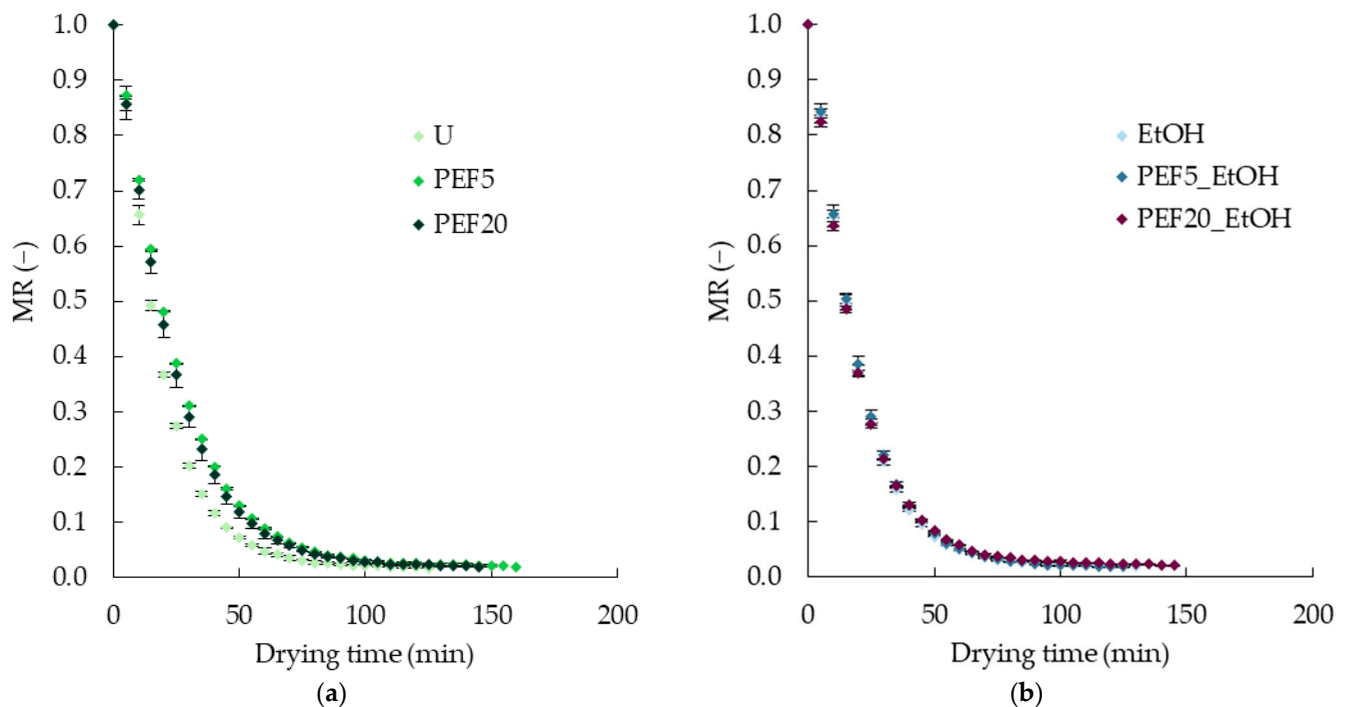 MR (–)
1.0
0.9
0.8
0.7
0.6
0.5
0.4
0.3
0.2
0.1
0.0
0 50 100 150 200
Drying time (min)
U
PEF5
PEF20
(a)
MR (–)
1.0
0.9
0.8
0.7
0.6
0.5
0.4
0.3
0.2
0.1
0.0
0 50 100 150 200
Drying time (min)
EtOH
PEF5_EtOH
PEF20_EtOH
(b)